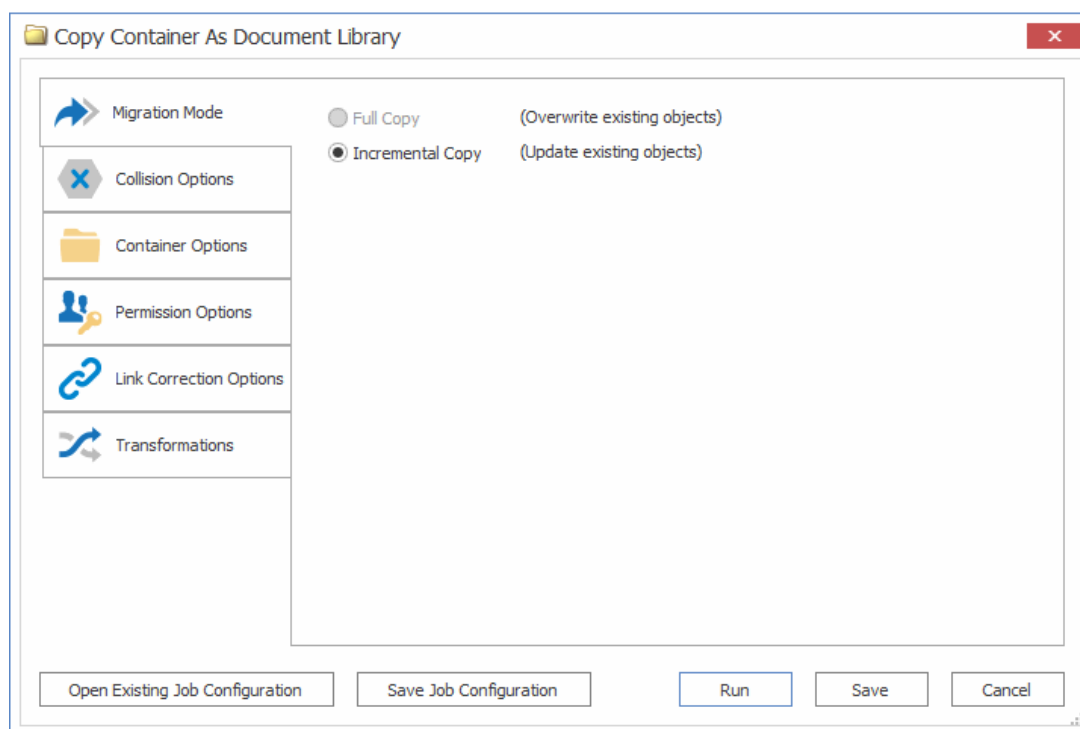 Copy Container As Document Library
Migration Mode
Full Copy (Overwrite existing objects)
Incremental Copy (Update existing objects)
Collision Options
Container Options
Permission Options
Link Correction Options
Transformations
Open Existing Job Configuration Save Job Configuration Run Save Cancel